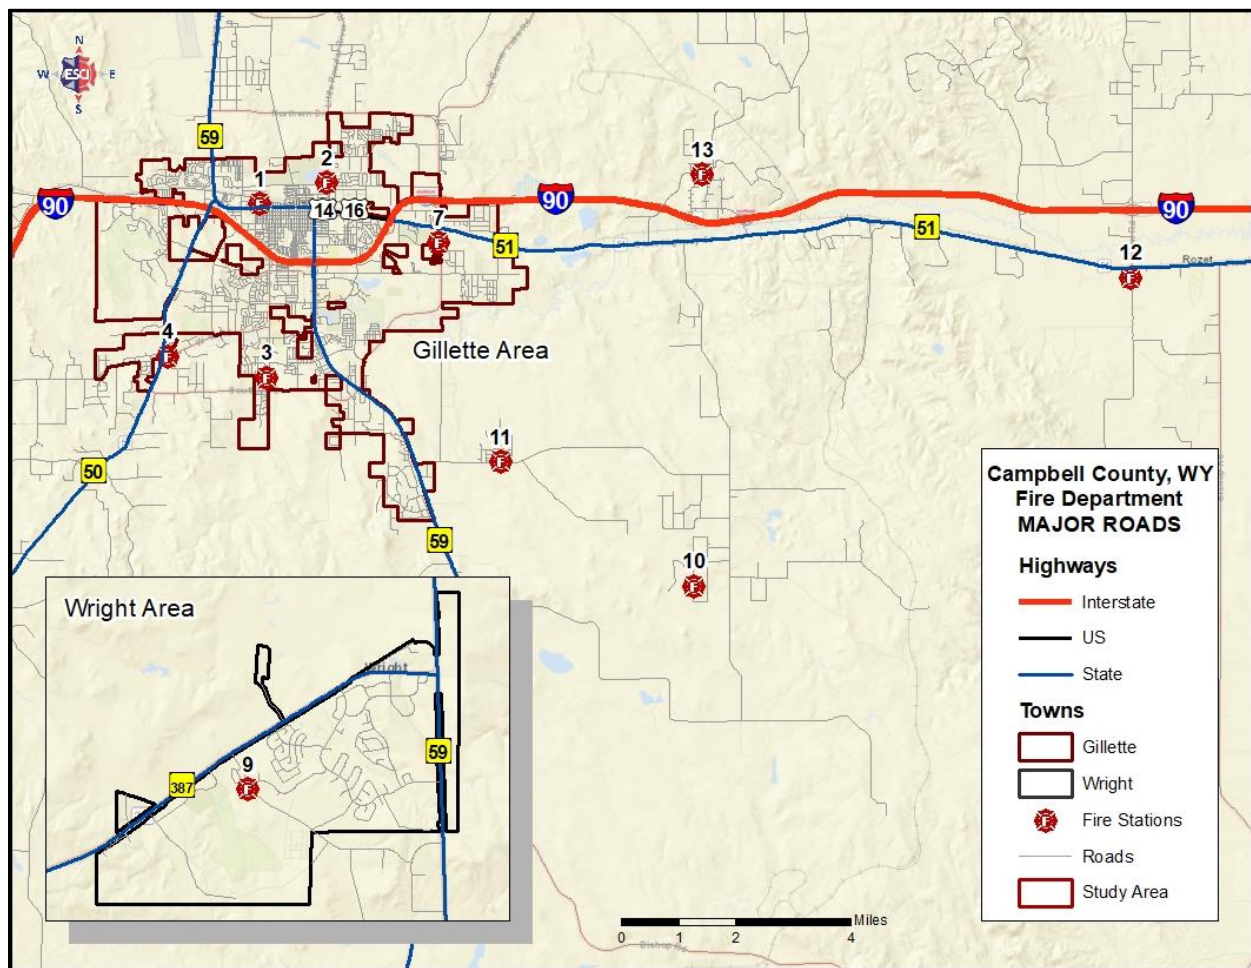 N
W ESCI E
S
59
2
1
13
90
14 16
90
7
51
51
90
12
Rozet
4
3
Gillette Area
11
50
59
10
Campbell County, WY
Fire Department
MAJOR ROADS
Highways
Interstate
US
State
Towns
Gillette
Wright
Fire Stations
Roads
Study Area
Wright Area
Wright
59
9
387
Miles
0 1 2 4
Bishop Rd